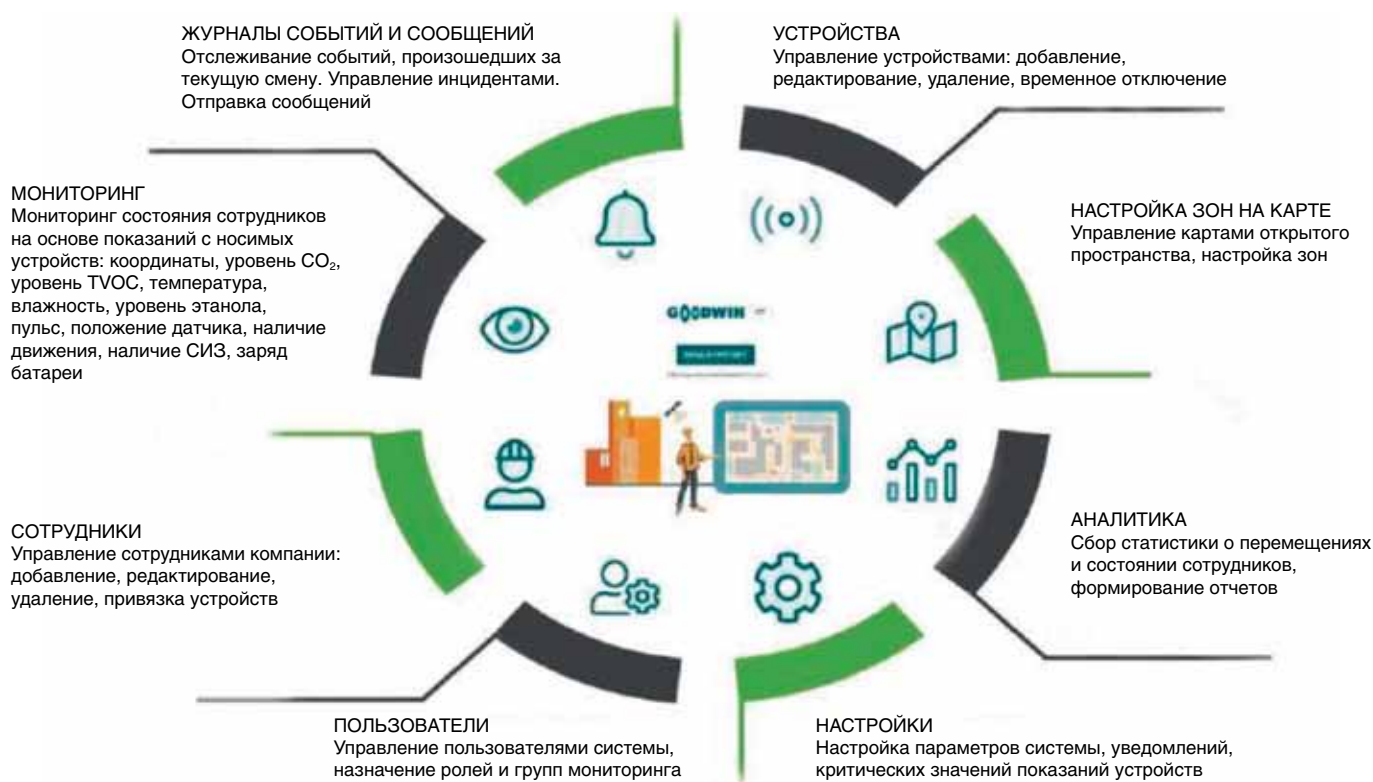 ЖУРНАЛЫ СОБЫТИЙ И СООБЩЕНИЙ
Отслеживание событий, произошедших за
текущую смену. Управление инцидентами.
Отправка сообщений
УСТРОЙСТВА
Управление устройствами: добавление,
редактирование, удаление, временное отключение
МОНИТОРИНГ
Мониторинг состояния сотрудников
на основе показаний с носимых
устройств: координаты, уровень CO₂,
уровень TVOC, температура,
влажность, уровень этанола,
пульс, положение датчика, наличие
движения, наличие СИЗ, заряд
батареи
НАСТРОЙКА ЗОН НА КАРТЕ
Управление картами открытого
пространства, настройка зон
GOODWIN
СОТРУДНИКИ
Управление сотрудниками компании:
добавление, редактирование,
удаление, привязка устройств
АНАЛИТИКА
Сбор статистики о перемещениях
и состоянии сотрудников,
формирование отчетов
ПОЛЬЗОВАТЕЛИ
Управление пользователями системы,
назначение ролей и групп мониторинга
НАСТРОЙКИ
Настройка параметров системы, уведомлений,
критических значений показаний устройств